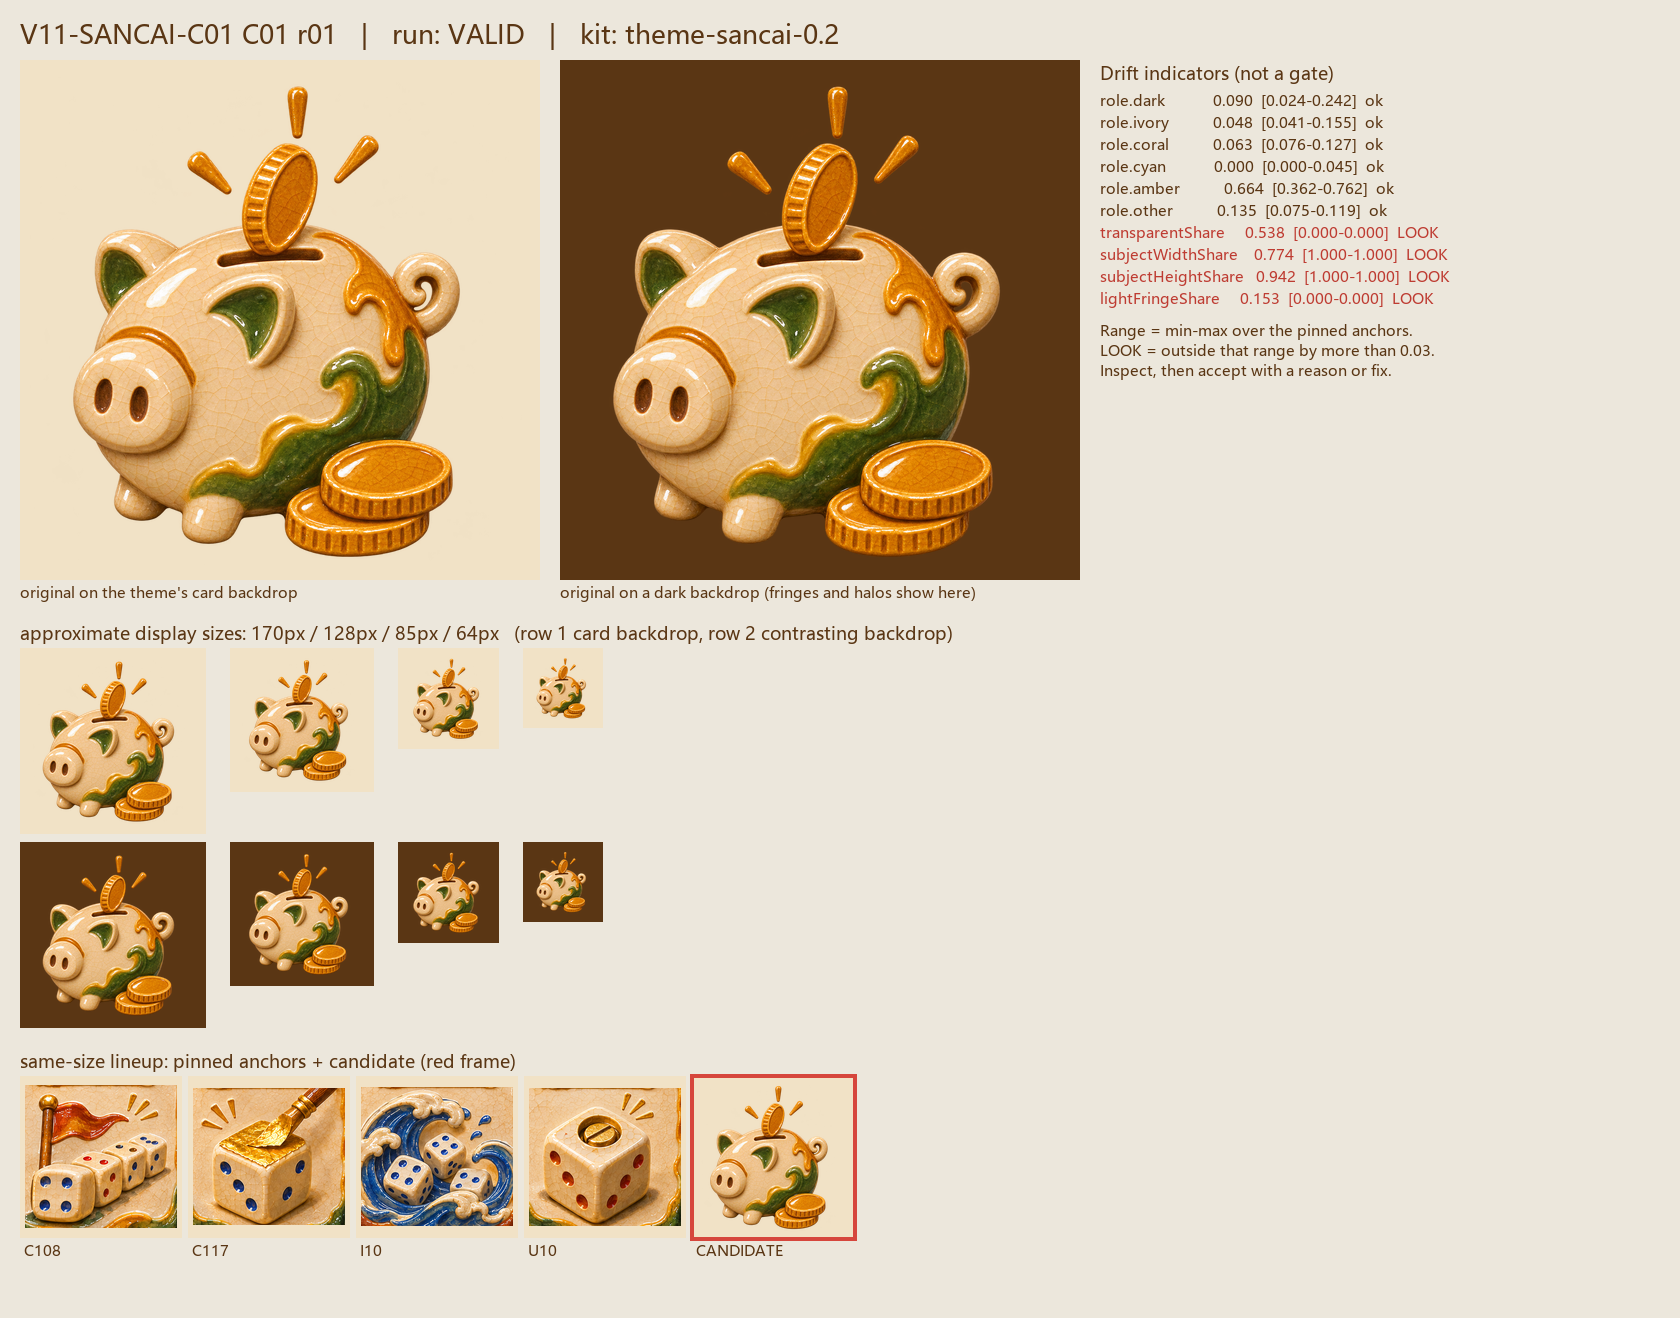 V11-SANCAI-C01 C01 r01 | run: VALID | kit: theme-sancai-0.2
Drift indicators (not a gate)
role.dark 0.090 [0.024-0.242] ok
role.ivory 0.048 [0.041-0.155] ok
role.coral 0.063 [0.076-0.127] ok
role.cyan 0.000 [0.000-0.045] ok
role.amber 0.664 [0.362-0.762] ok
role.other 0.135 [0.075-0.119] ok
transparentShare 0.538 [0.000-0.000] LOOK
subjectWidthShare 0.774 [1.000-1.000] LOOK
subjectHeightShare 0.942 [1.000-1.000] LOOK
lightFringeShare 0.153 [0.000-0.000] LOOK
Range = min-max over the pinned anchors.
LOOK = outside that range by more than 0.03.
Inspect, then accept with a reason or fix.
original on the theme's card backdrop
original on a dark backdrop (fringes and halos show here)
approximate display sizes: 170px / 128px / 85px / 64px (row 1 card backdrop, row 2 contrasting backdrop)
same-size lineup: pinned anchors + candidate (red frame)
C108
C117
I10
U10
CANDIDATE